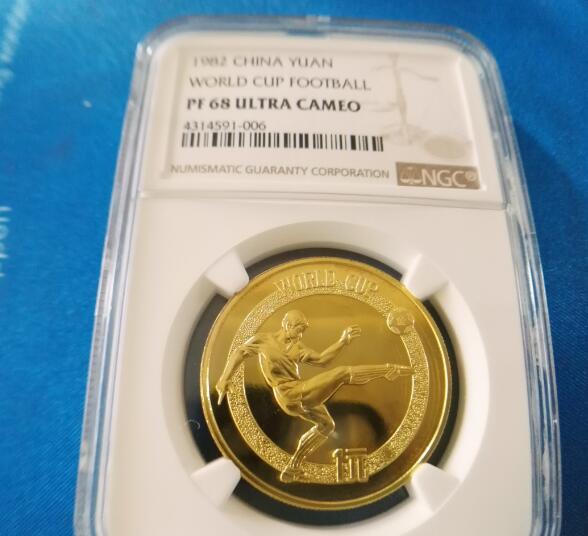 1982 CHINA YUAN
WORLD CUP FOOTBALL
PF 68 ULTRA CAMEO
4314591-006
NUMISMATIC GUARANTY CORPORATION
NGC®
WORLD CUP
1元